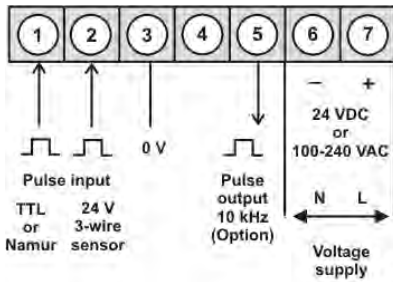 1 2 3 4 5 6 7
− +
0 V
24 VDC
or
100-240 VAC
Pulse input
TTL
or
Namur
24 V
3-wire
sensor
Pulse
output
10 kHz
(Option)
N L
Voltage
supply